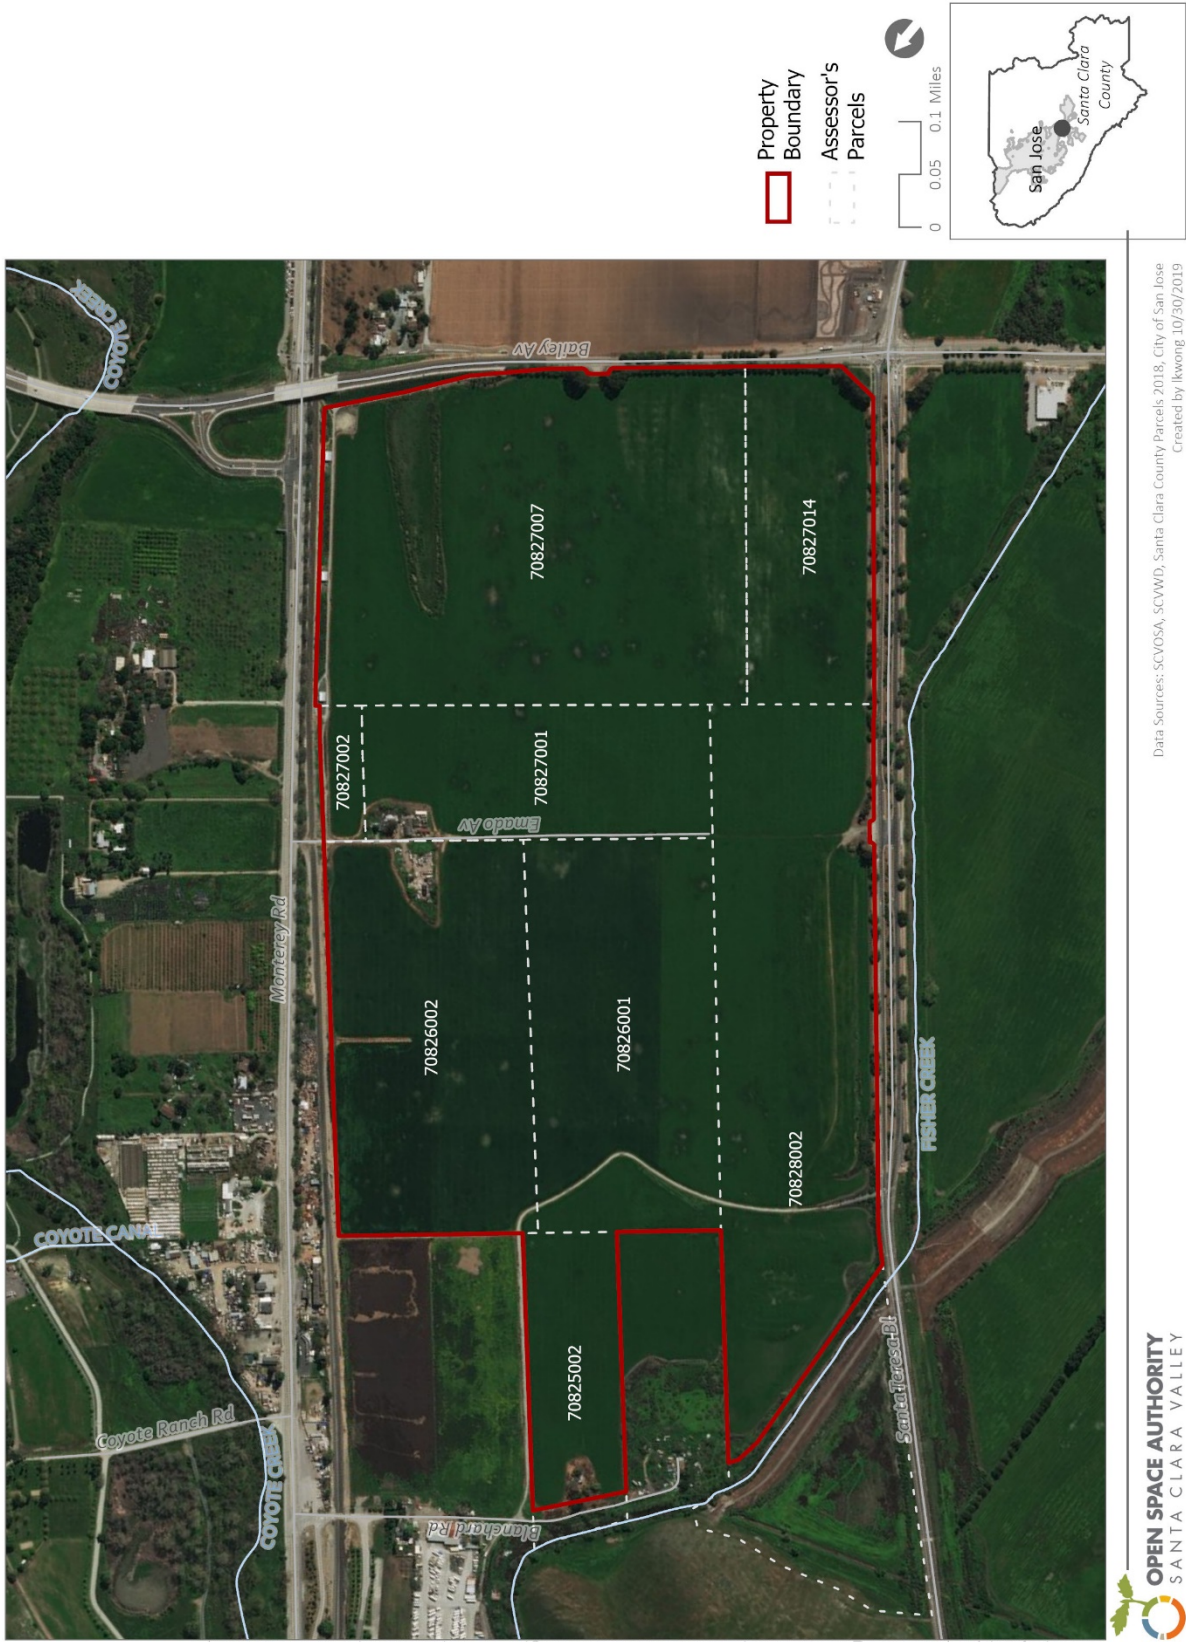 COYOTE CREEK
Bailey Av
70827007
70827014
70827002
70827001
Emado Av
Monterey Rd
70826002
70826001
70828002
FISHER CREEK
COYOTE CANAL
Coyote Ranch Rd
COYOTE CREEK
70825002
Blanchard Rd
Santa Teresa Bl
Property
Boundary
Assessor's
Parcels
0 0.05 0.1 Miles
San Jose
Santa Clara
County
Data Sources: SCVOSA, SCVWD, Santa Clara County Parcels 2018, City of San Jose
Created by lkwong 10/30/2019
OPEN SPACE AUTHORITY
SANTA CLARA VALLEY